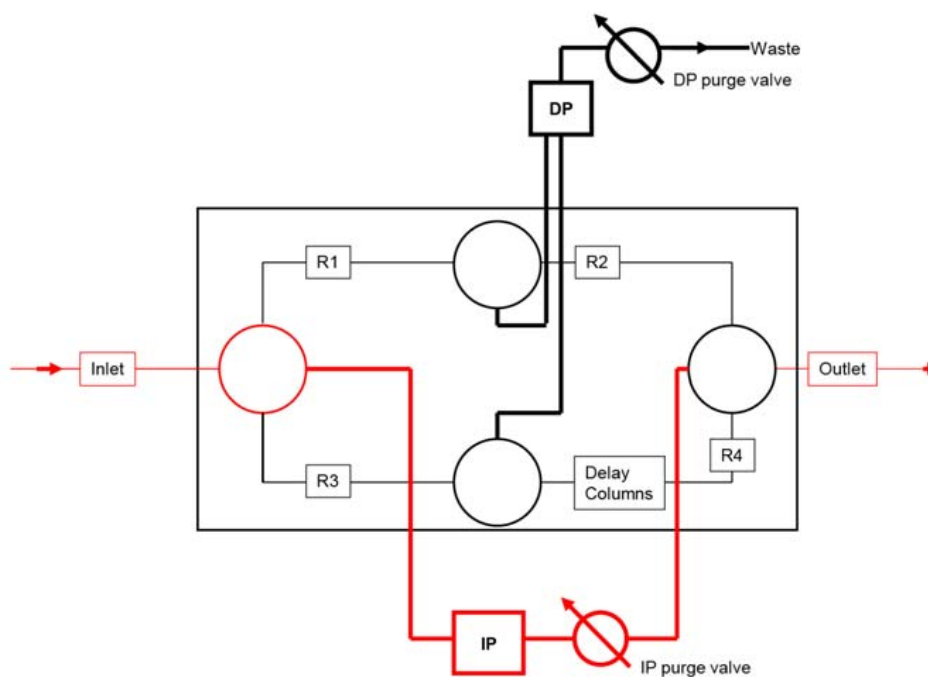 Waste
DP purge valve
DP
R1
R2
Inlet
Outlet
R3
Delay
Columns
R4
IP
IP purge valve